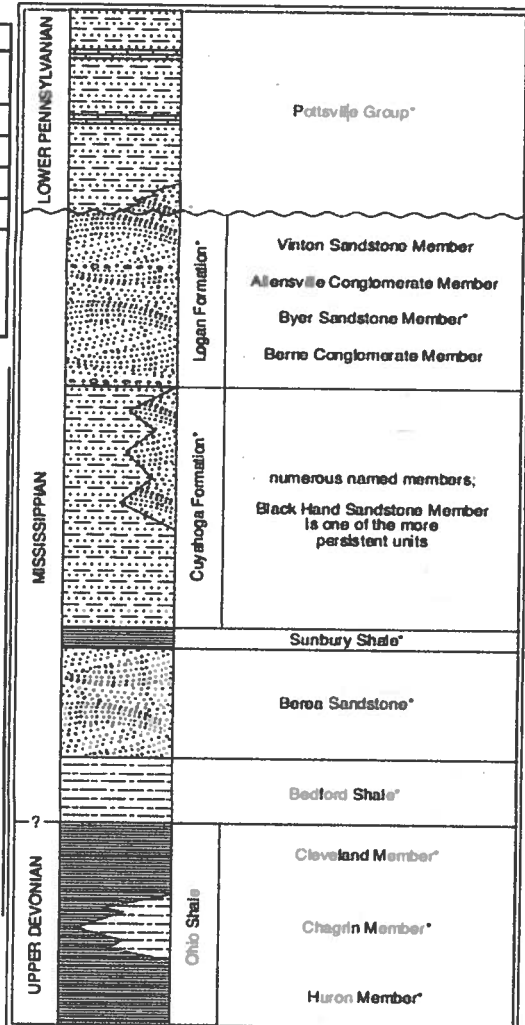 LOWER PENNSYLVANIAN
Pottsville Group*
MISSISSIPPIAN
Logan Formation*
Vinton Sandstone Member
Allensville Conglomerate Member
Byer Sandstone Member*
Berne Conglomerate Member
Cuyahoga Formation*
numerous named members;
Black Hand Sandstone Member
is one of the more
persistent units
Sunbury Shale*
Berea Sandstone*
Bedford Shale*
?
UPPER DEVONIAN
Ohio Shale
Cleveland Member*
Chagrin Member*
Huron Member*